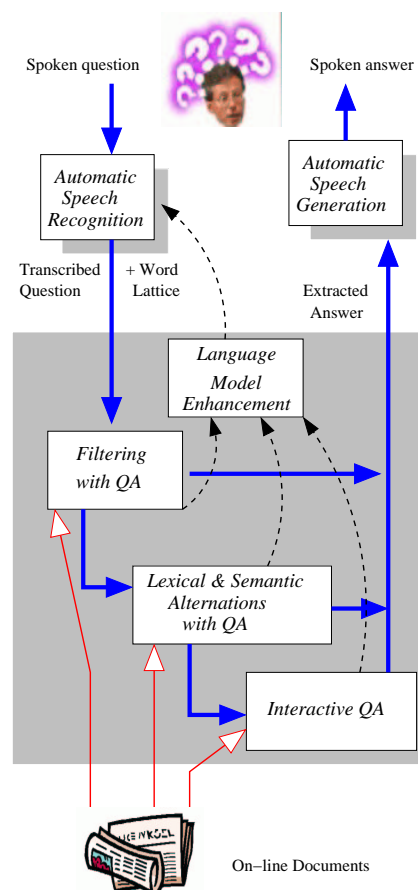 Spoken question
Spoken answer
Automatic
Speech
Recognition
Automatic
Speech
Generation
Transcribed
Question
+ Word
Lattice
Extracted
Answer
Language
Model
Enhancement
Filtering
with QA
Lexical & Semantic
Alternations
with QA
Interactive QA
On−line Documents